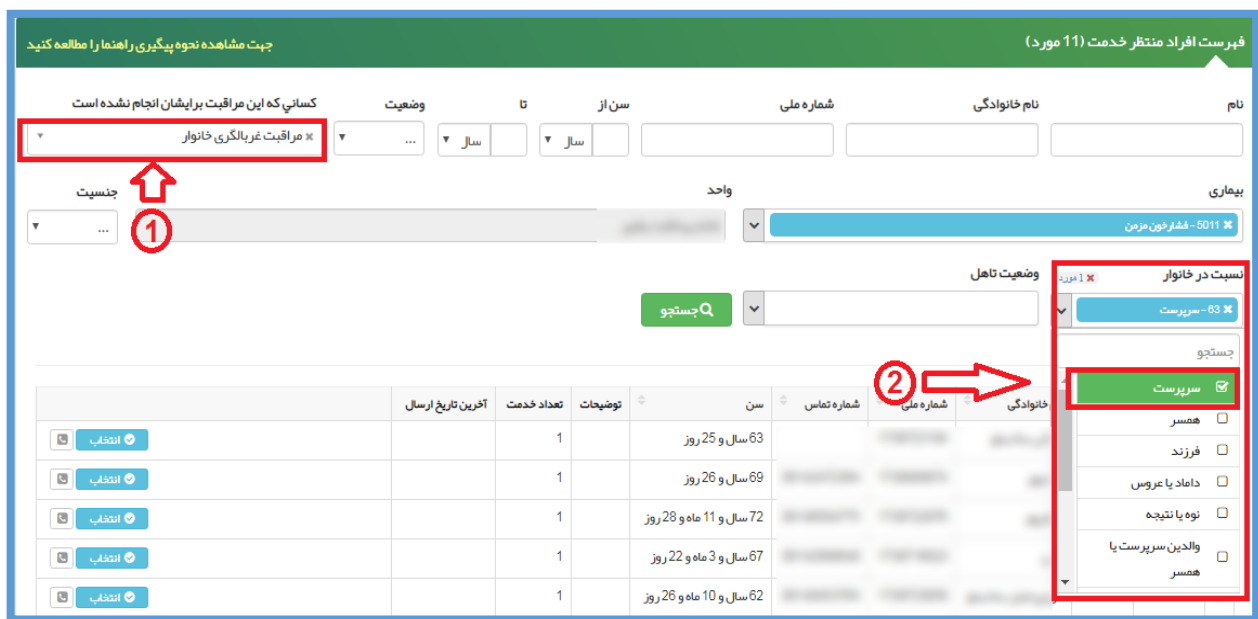 فهرست افراد منتظر خدمت (11 مورد)
جهت مشاهده نحوه پیگیری راهنما را مطالعه کنید
نام
نام خانوادگی
شماره ملی
سن از
تا
وضعیت
کساني که این مراقبت برایشان انجام نشده است
سال
سال
...
× مراقبت غربالگری خانوار
1
بیماری
واحد
جنسیت
× 5011 - فشارخون مزمن
...
نسبت در خانوار
× 1 مورد
وضعیت تاهل
× 63 - سرپرست
جستجو
جستجو
2
سرپرست
همسر
فرزند
داماد یا عروس
نوه یا نتیجه
والدین سرپرست یا
همسر
خانوادگی شماره ملی شماره تماس سن توضیحات تعداد خدمت آخرین تاریخ ارسال
63 سال و 25 روز 1 انتخاب
69 سال و 26 روز 1 انتخاب
72 سال و 11 ماه و 28 روز 1 انتخاب
67 سال و 3 ماه و 22 روز 1 انتخاب
62 سال و 10 ماه و 26 روز 1 انتخاب